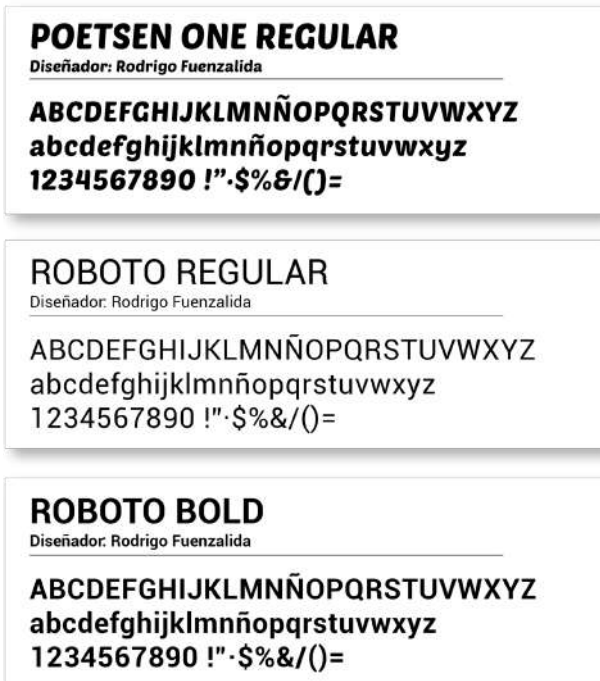 POETSEN ONE REGULAR
Diseñador: Rodrigo Fuenzalida
ABCDEFGHIJKLMNÑOPQRSTUVWXYZ
abcdefghijklmnñopqrstuvwxyz
1234567890 !”·$%&/()=
ROBOTO REGULAR
Diseñador: Rodrigo Fuenzalida
ABCDEFGHIJKLMNÑOPQRSTUVWXYZ
abcdefghijklmnñopqrstuvwxyz
1234567890 !"·$%&/()=
ROBOTO BOLD
Diseñador: Rodrigo Fuenzalida
ABCDEFGHIJKLMNÑOPQRSTUVWXYZ
abcdefghijklmnñopqrstuvwxyz
1234567890 !"·$%&/()=